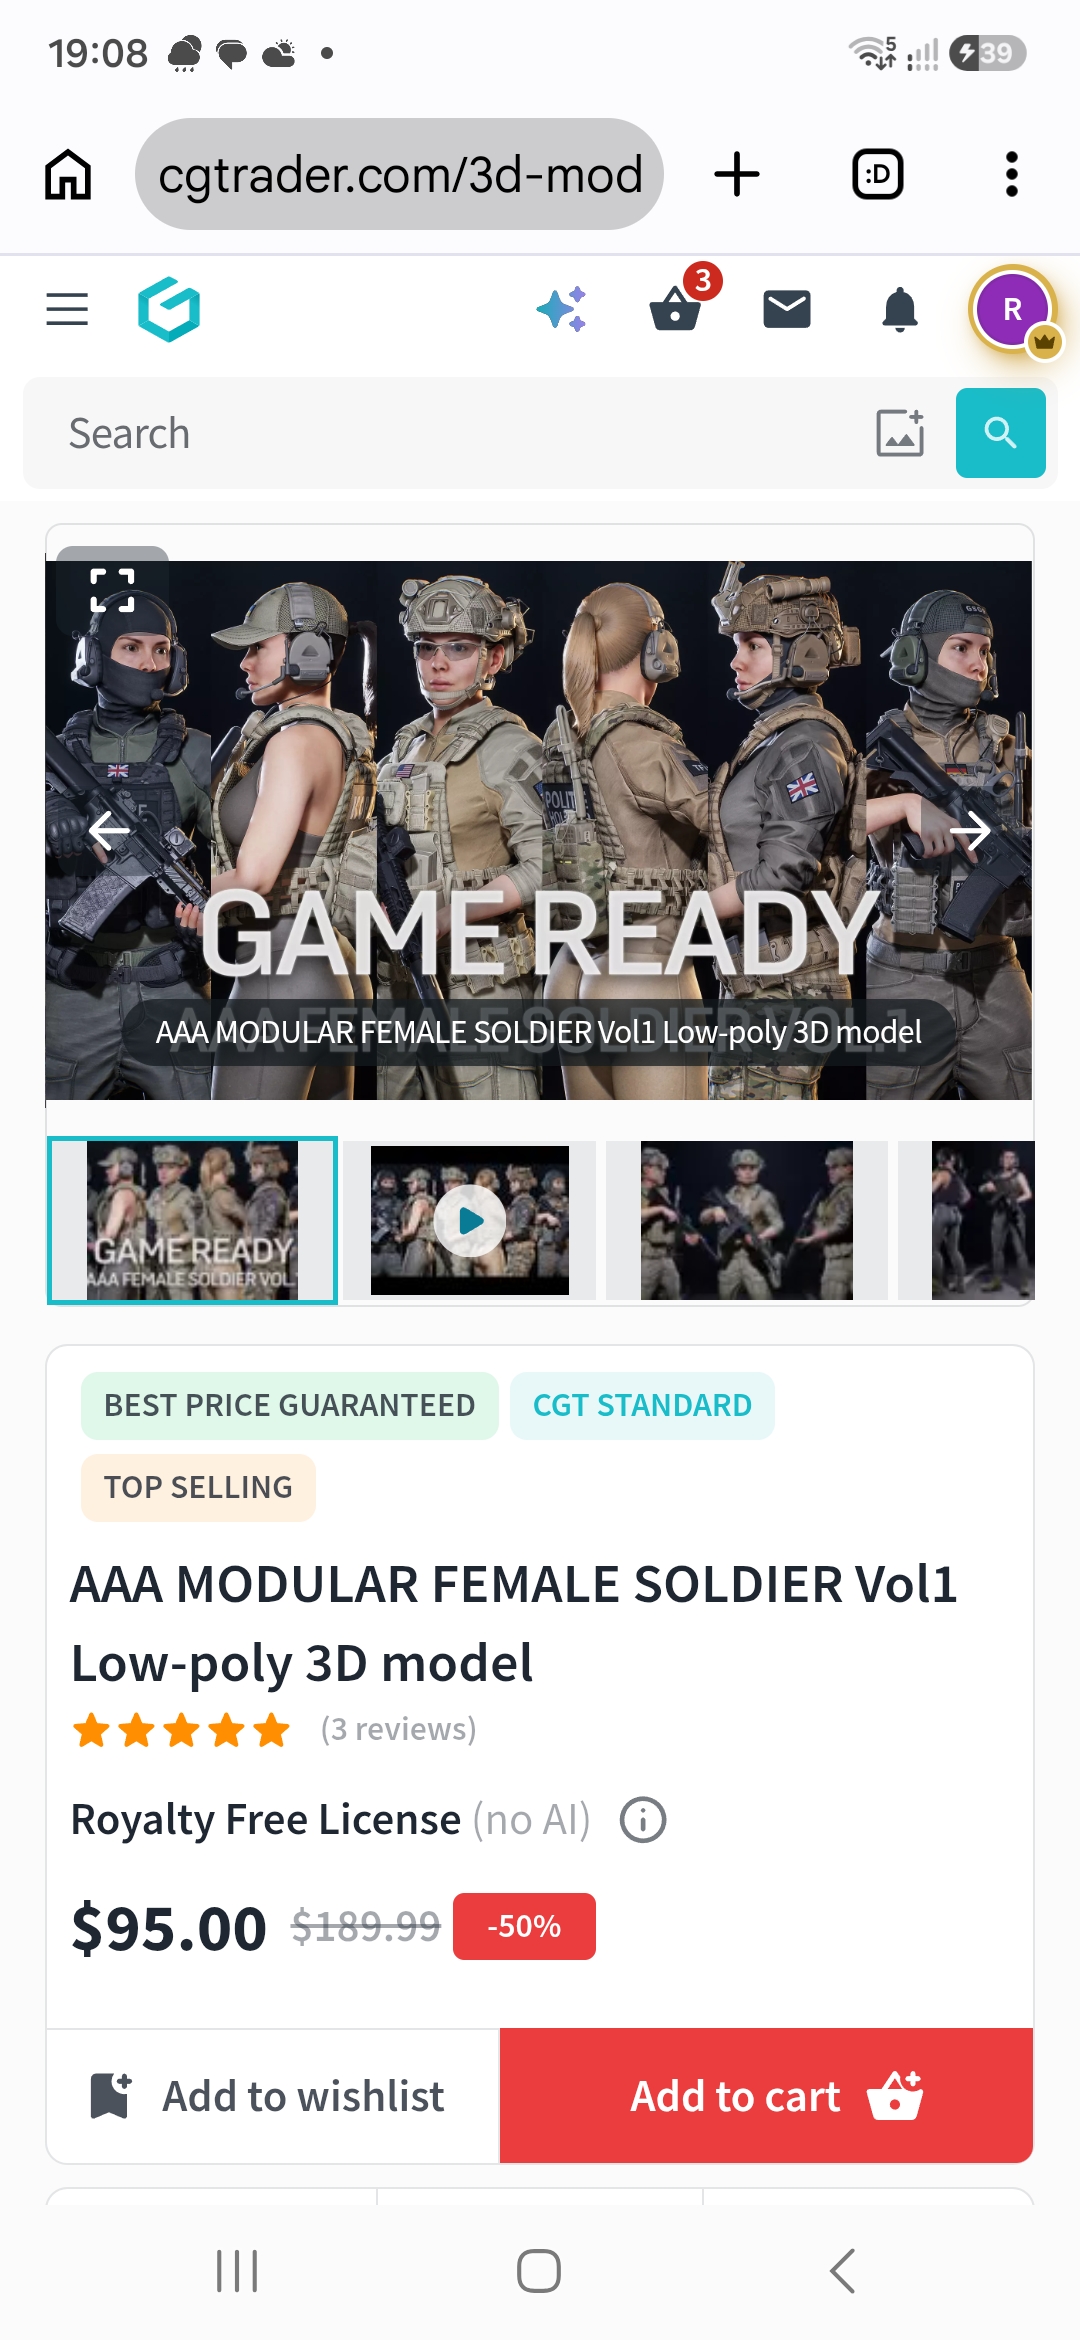 19:08
5
39
cgtrader.com/3d-mod
:D
3
R
Search
GAME READY
AAA MODULAR FEMALE SOLDIER Vol1 Low-poly 3D model
GAME READY
AAA FEMALE SOLDIER VOL.
BEST PRICE GUARANTEED
CGT STANDARD
TOP SELLING
AAA MODULAR FEMALE SOLDIER Vol1
Low-poly 3D model
(3 reviews)
Royalty Free License (no AI)
$95.00 $189.99 -50%
Add to wishlist
Add to cart